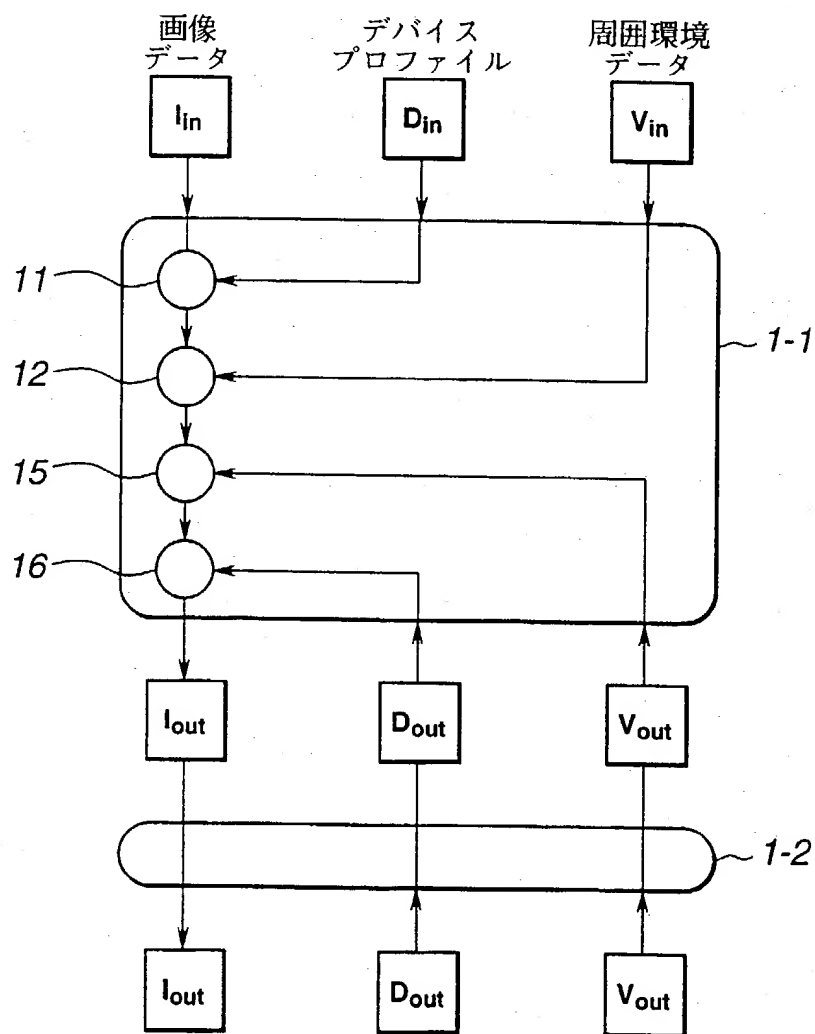 画像
データ
デバイス
プロファイル
周囲環境
データ
Iin
Din
Vin
11
12
15
16
1-1
Iout
Dout
Vout
1-2
Iout
Dout
Vout